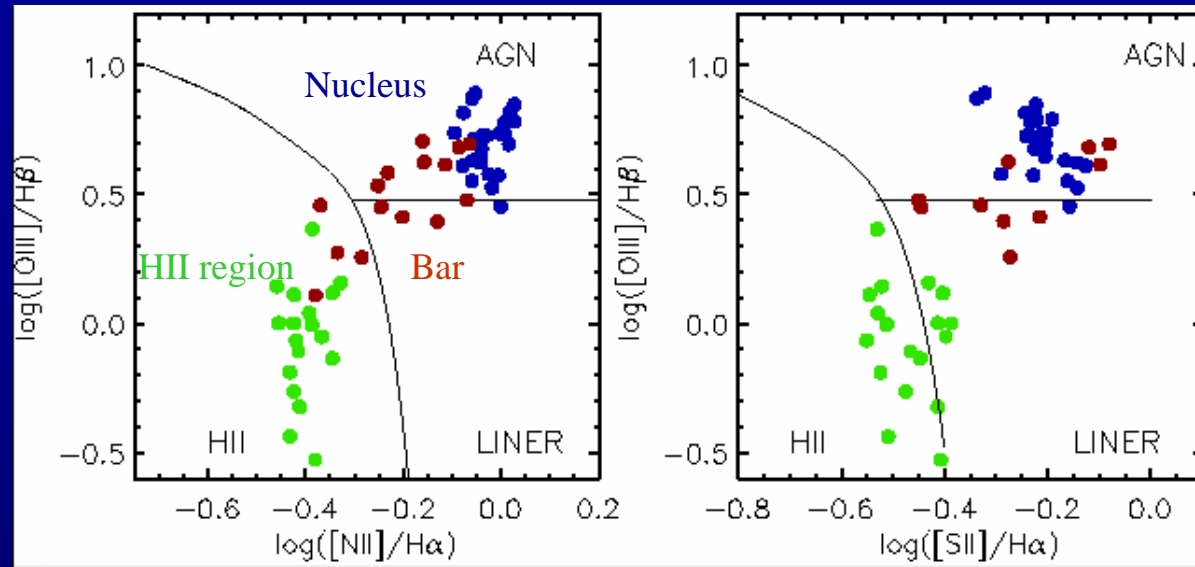 AGN
Nucleus
HII region
Bar
HII
LINER
1.0
0.5
0.0
−0.5
log([OIII]/Hβ)
−0.6 −0.4 −0.2 0.0 0.2
log([NII]/Hα)
AGN
HII
LINER
1.0
0.5
0.0
−0.5
log([OIII]/Hβ)
−0.8 −0.6 −0.4 −0.2 0.0
log([SII]/Hα)